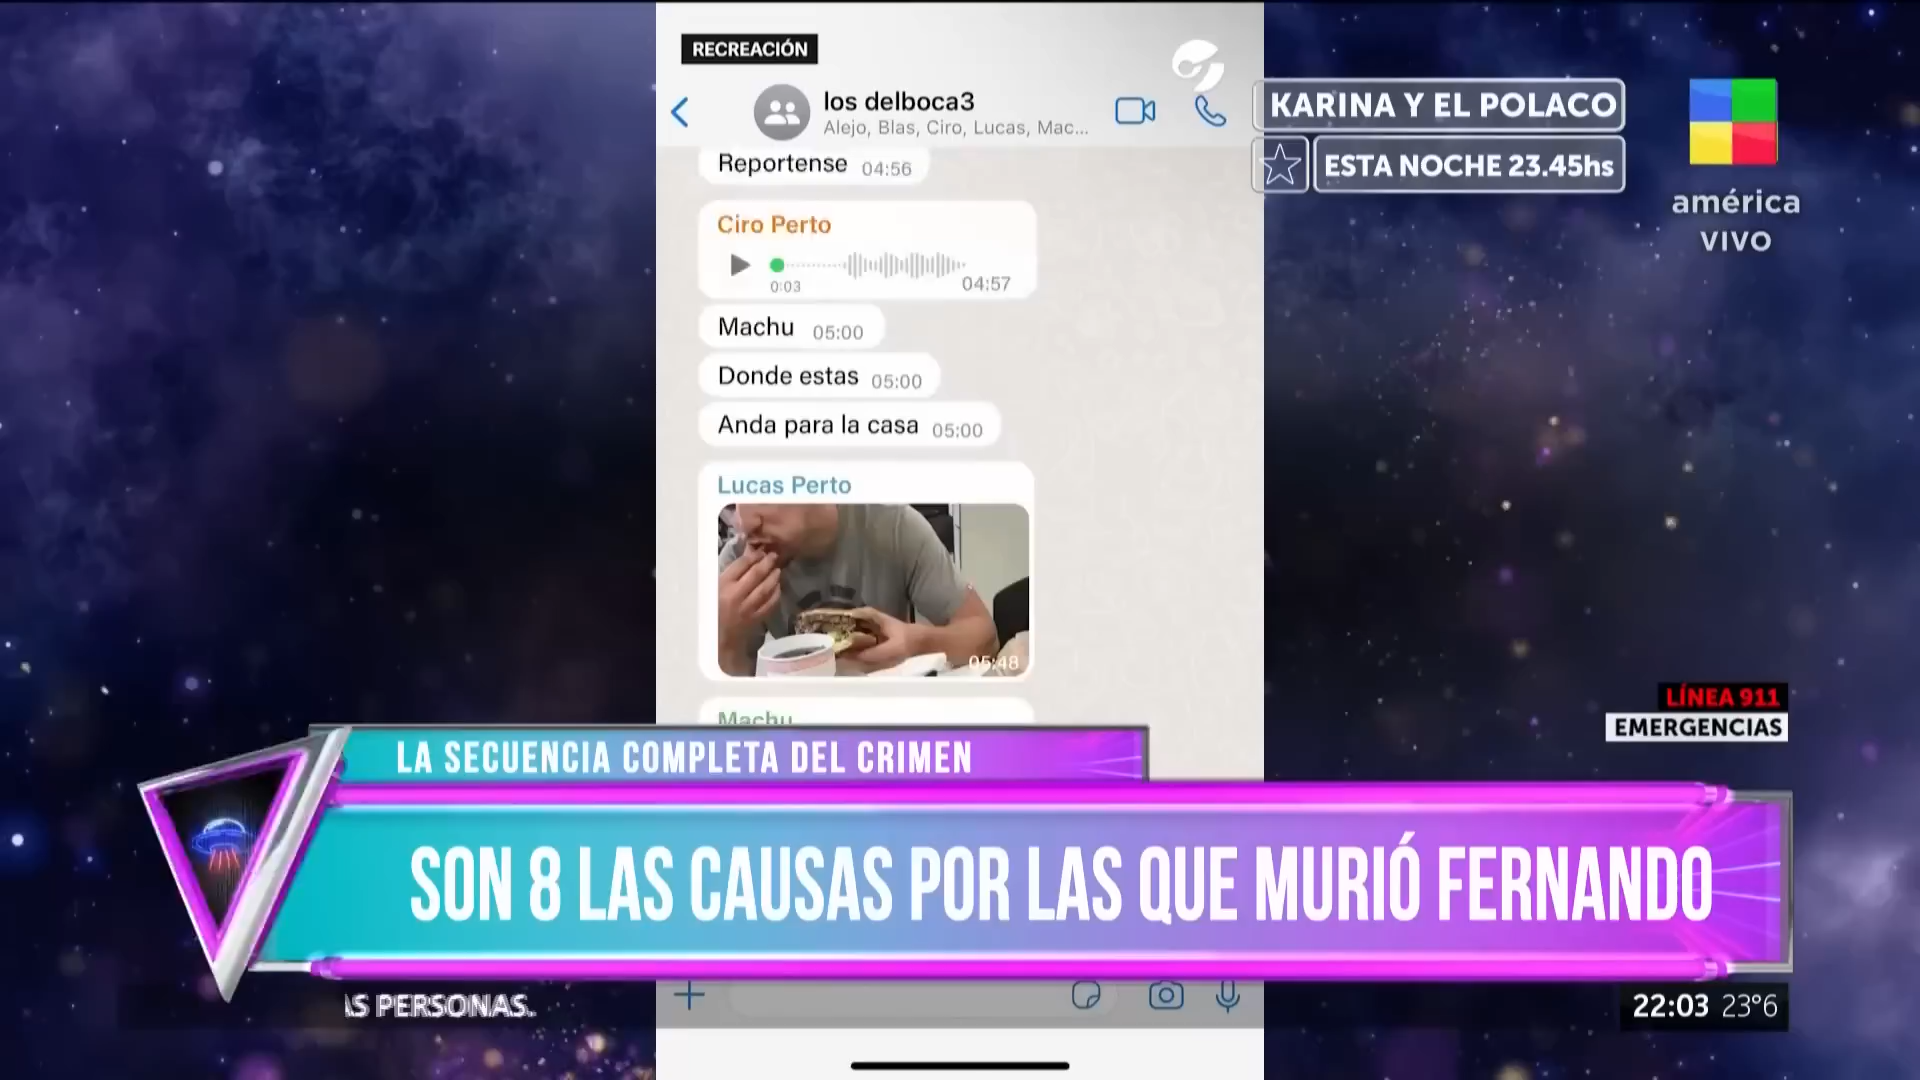 RECREACIÓN
los delboca3
Alejo, Blas, Ciro, Lucas, Mac...
Reportense 04:56
Ciro Perto
0:03 04:57
Machu 05:00
Donde estas 05:00
Anda para la casa 05:00
Lucas Perto
05:48
Machu
KARINA Y EL POLACO
ESTA NOCHE 23.45hs
américa
VIVO
LÍNEA 911
EMERGENCIAS
LA SECUENCIA COMPLETA DEL CRIMEN
SON 8 LAS CAUSAS POR LAS QUE MURIÓ FERNANDO
AS PERSONAS.
22:03 23°6